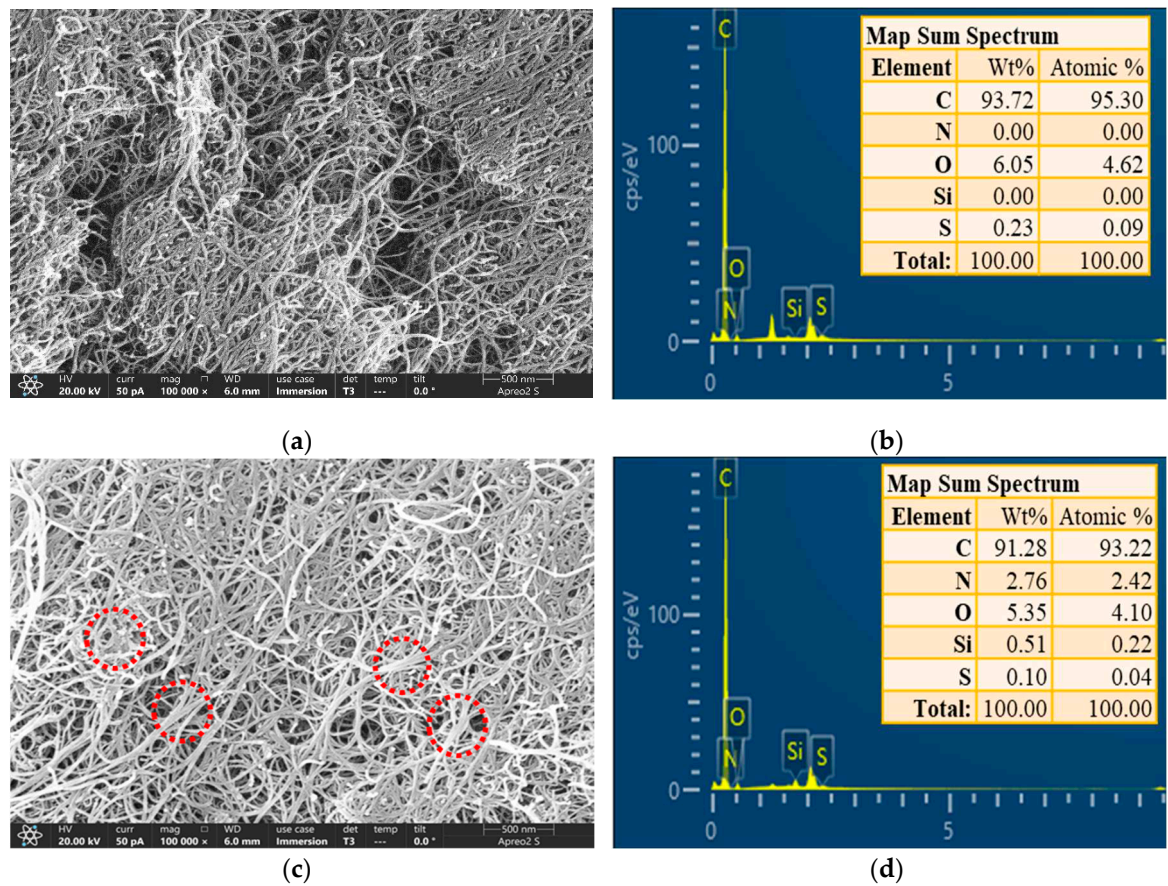 HV curr mag □ WD use case det temp tilt 500 nm
20.00 kV 50 pA 100 000 × 6.0 mm Immersion T3 --- 0.0 ° Apreo2 S
(a)
C
Map Sum Spectrum
Element Wt% Atomic %
C 93.72 95.30
N 0.00 0.00
O 6.05 4.62
Si 0.00 0.00
S 0.23 0.09
Total: 100.00 100.00
cps/eV
100
O
N Si S
0
0 5
(b)
HV curr mag □ WD use case det temp tilt 500 nm
20.00 kV 50 pA 100 000 × 6.0 mm Immersion T3 --- 0.0 ° Apreo2 S
(c)
C
Map Sum Spectrum
Element Wt% Atomic %
C 91.28 93.22
N 2.76 2.42
O 5.35 4.10
Si 0.51 0.22
S 0.10 0.04
Total: 100.00 100.00
cps/eV
100
O
N Si S
0
0 5
(d)